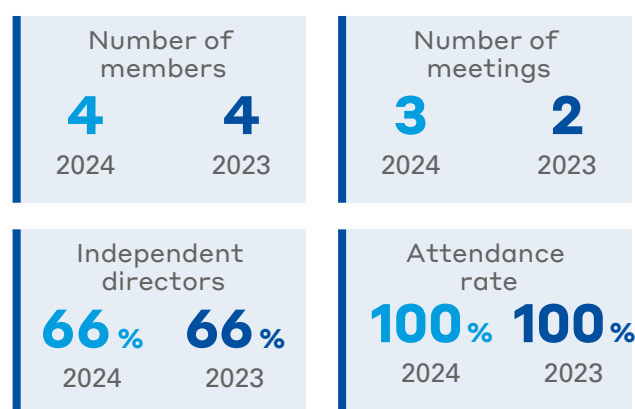 Number of
members
4 4
2024 2023
Number of
meetings
3 2
2024 2023
Independent
directors
66 % 66 %
2024 2023
Attendance
rate
100 % 100 %
2024 2023